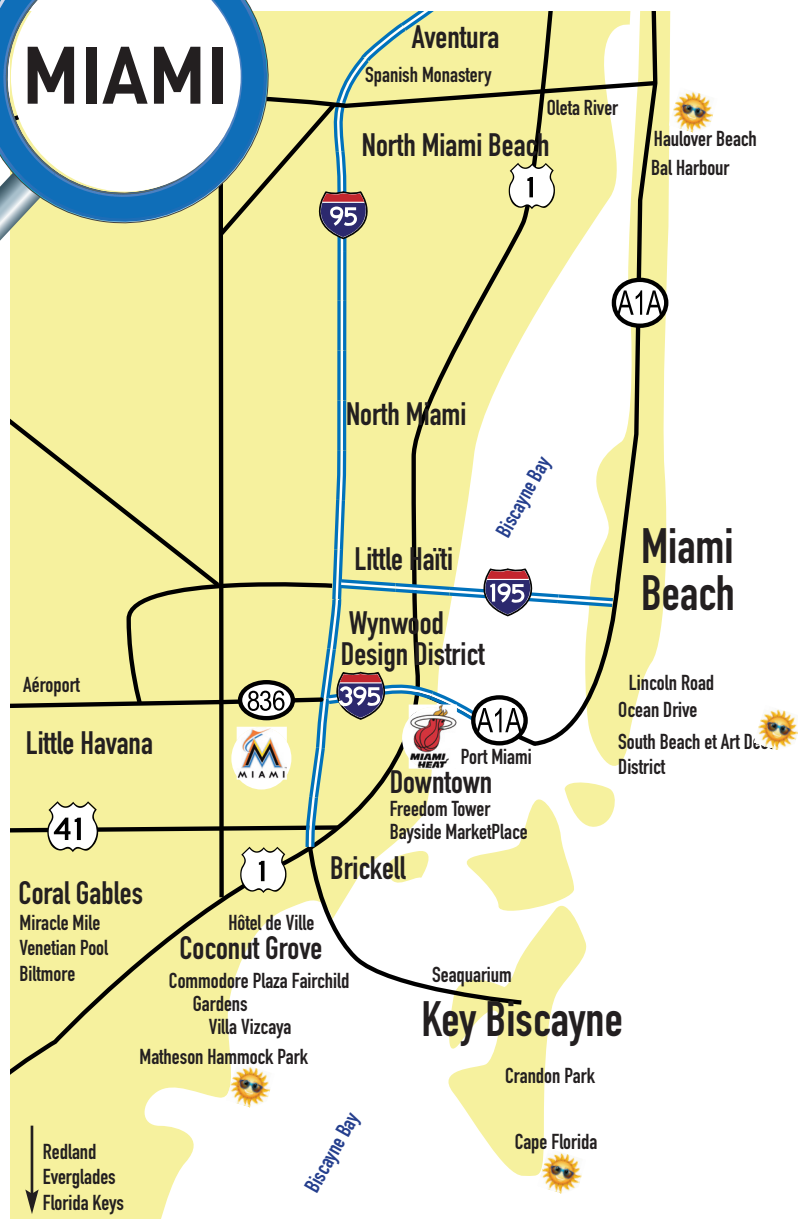 MIAMI
Aventura
Spanish Monastery
Oleta River
Haulover Beach
Bal Harbour
North Miami Beach
1
95
A1A
North Miami
Biscayne Bay
Miami
Beach
Little Haïti
195
Wynwood
Design District
Aéroport
836
395
Lincoln Road
Ocean Drive
A1A
South Beach et Art Deco
District
Little Havana
MIAMI
MIAMI
HEAT
Port Miami
Downtown
Freedom Tower
Bayside MarketPlace
41
1
Brickell
Coral Gables
Miracle Mile
Venetian Pool
Biltmore
Hôtel de Ville
Coconut Grove
Commodore Plaza Fairchild
Gardens
Villa Vizcaya
Matheson Hammock Park
Seaquarium
Key Biscayne
Crandon Park
Cape Florida
Biscayne Bay
Redland
Everglades
Florida Keys